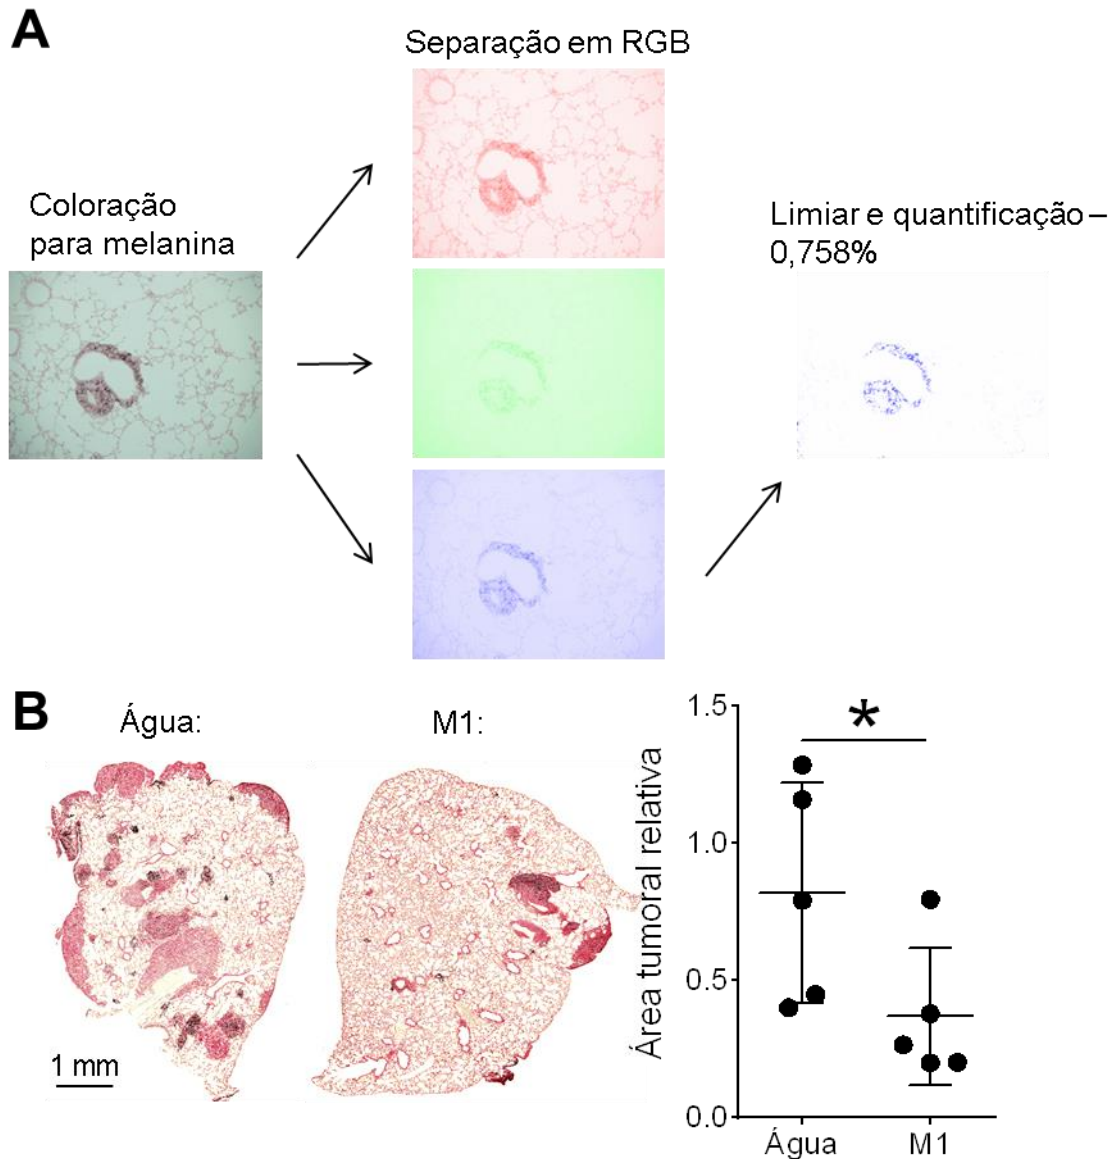 A
Separação em RGB
Coloração
para melanina
Limiar e quantificação –
0,758%
B
Água:
M1:
1 mm
Área tumoral relativa
1.5
1.0
0.5
0.0
*
Água
M1